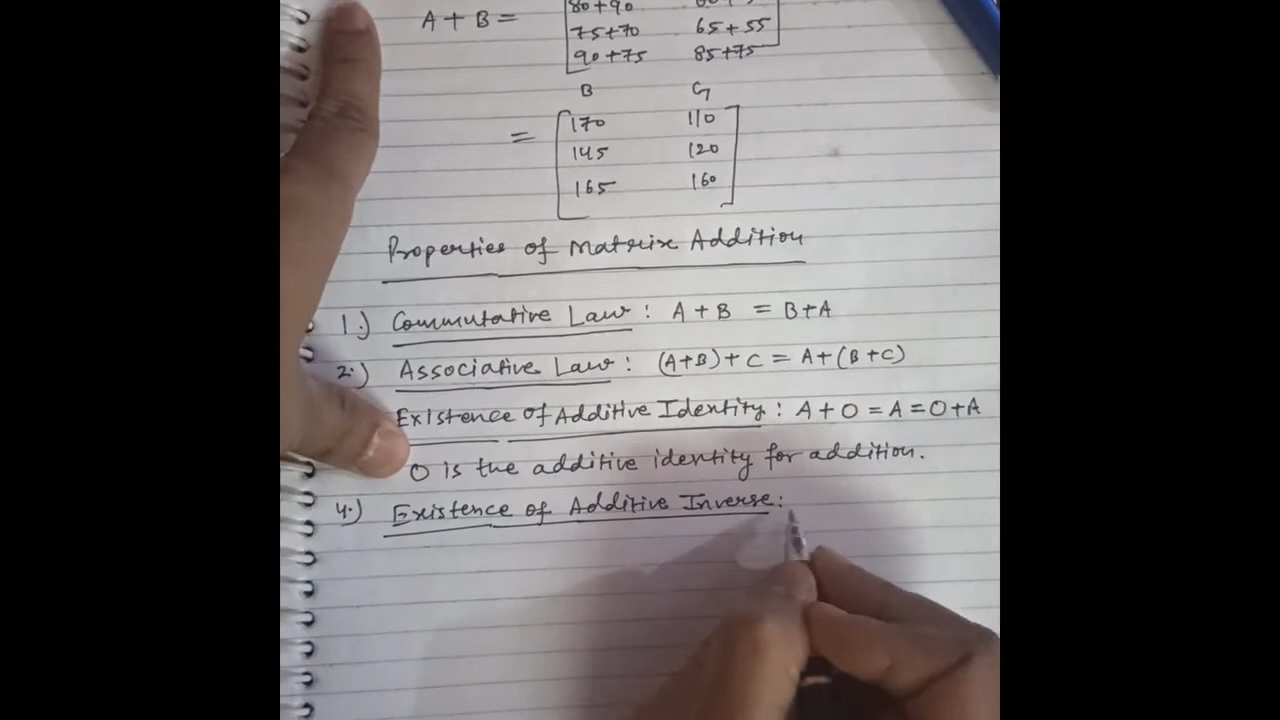 A + B =
80+90
75+70 65+55
90+75 85+75
B G
= 170 110
145 120
165 160
Properties of Matrix Addition
1.) Commutative Law : A + B = B+A
2.) Associative Law : (A+B) + C = A + (B+C)
Existence of Additive Identity : A + O = A = O + A
O is the additive identity for addition.
4.) Existence of Additive Inverse :